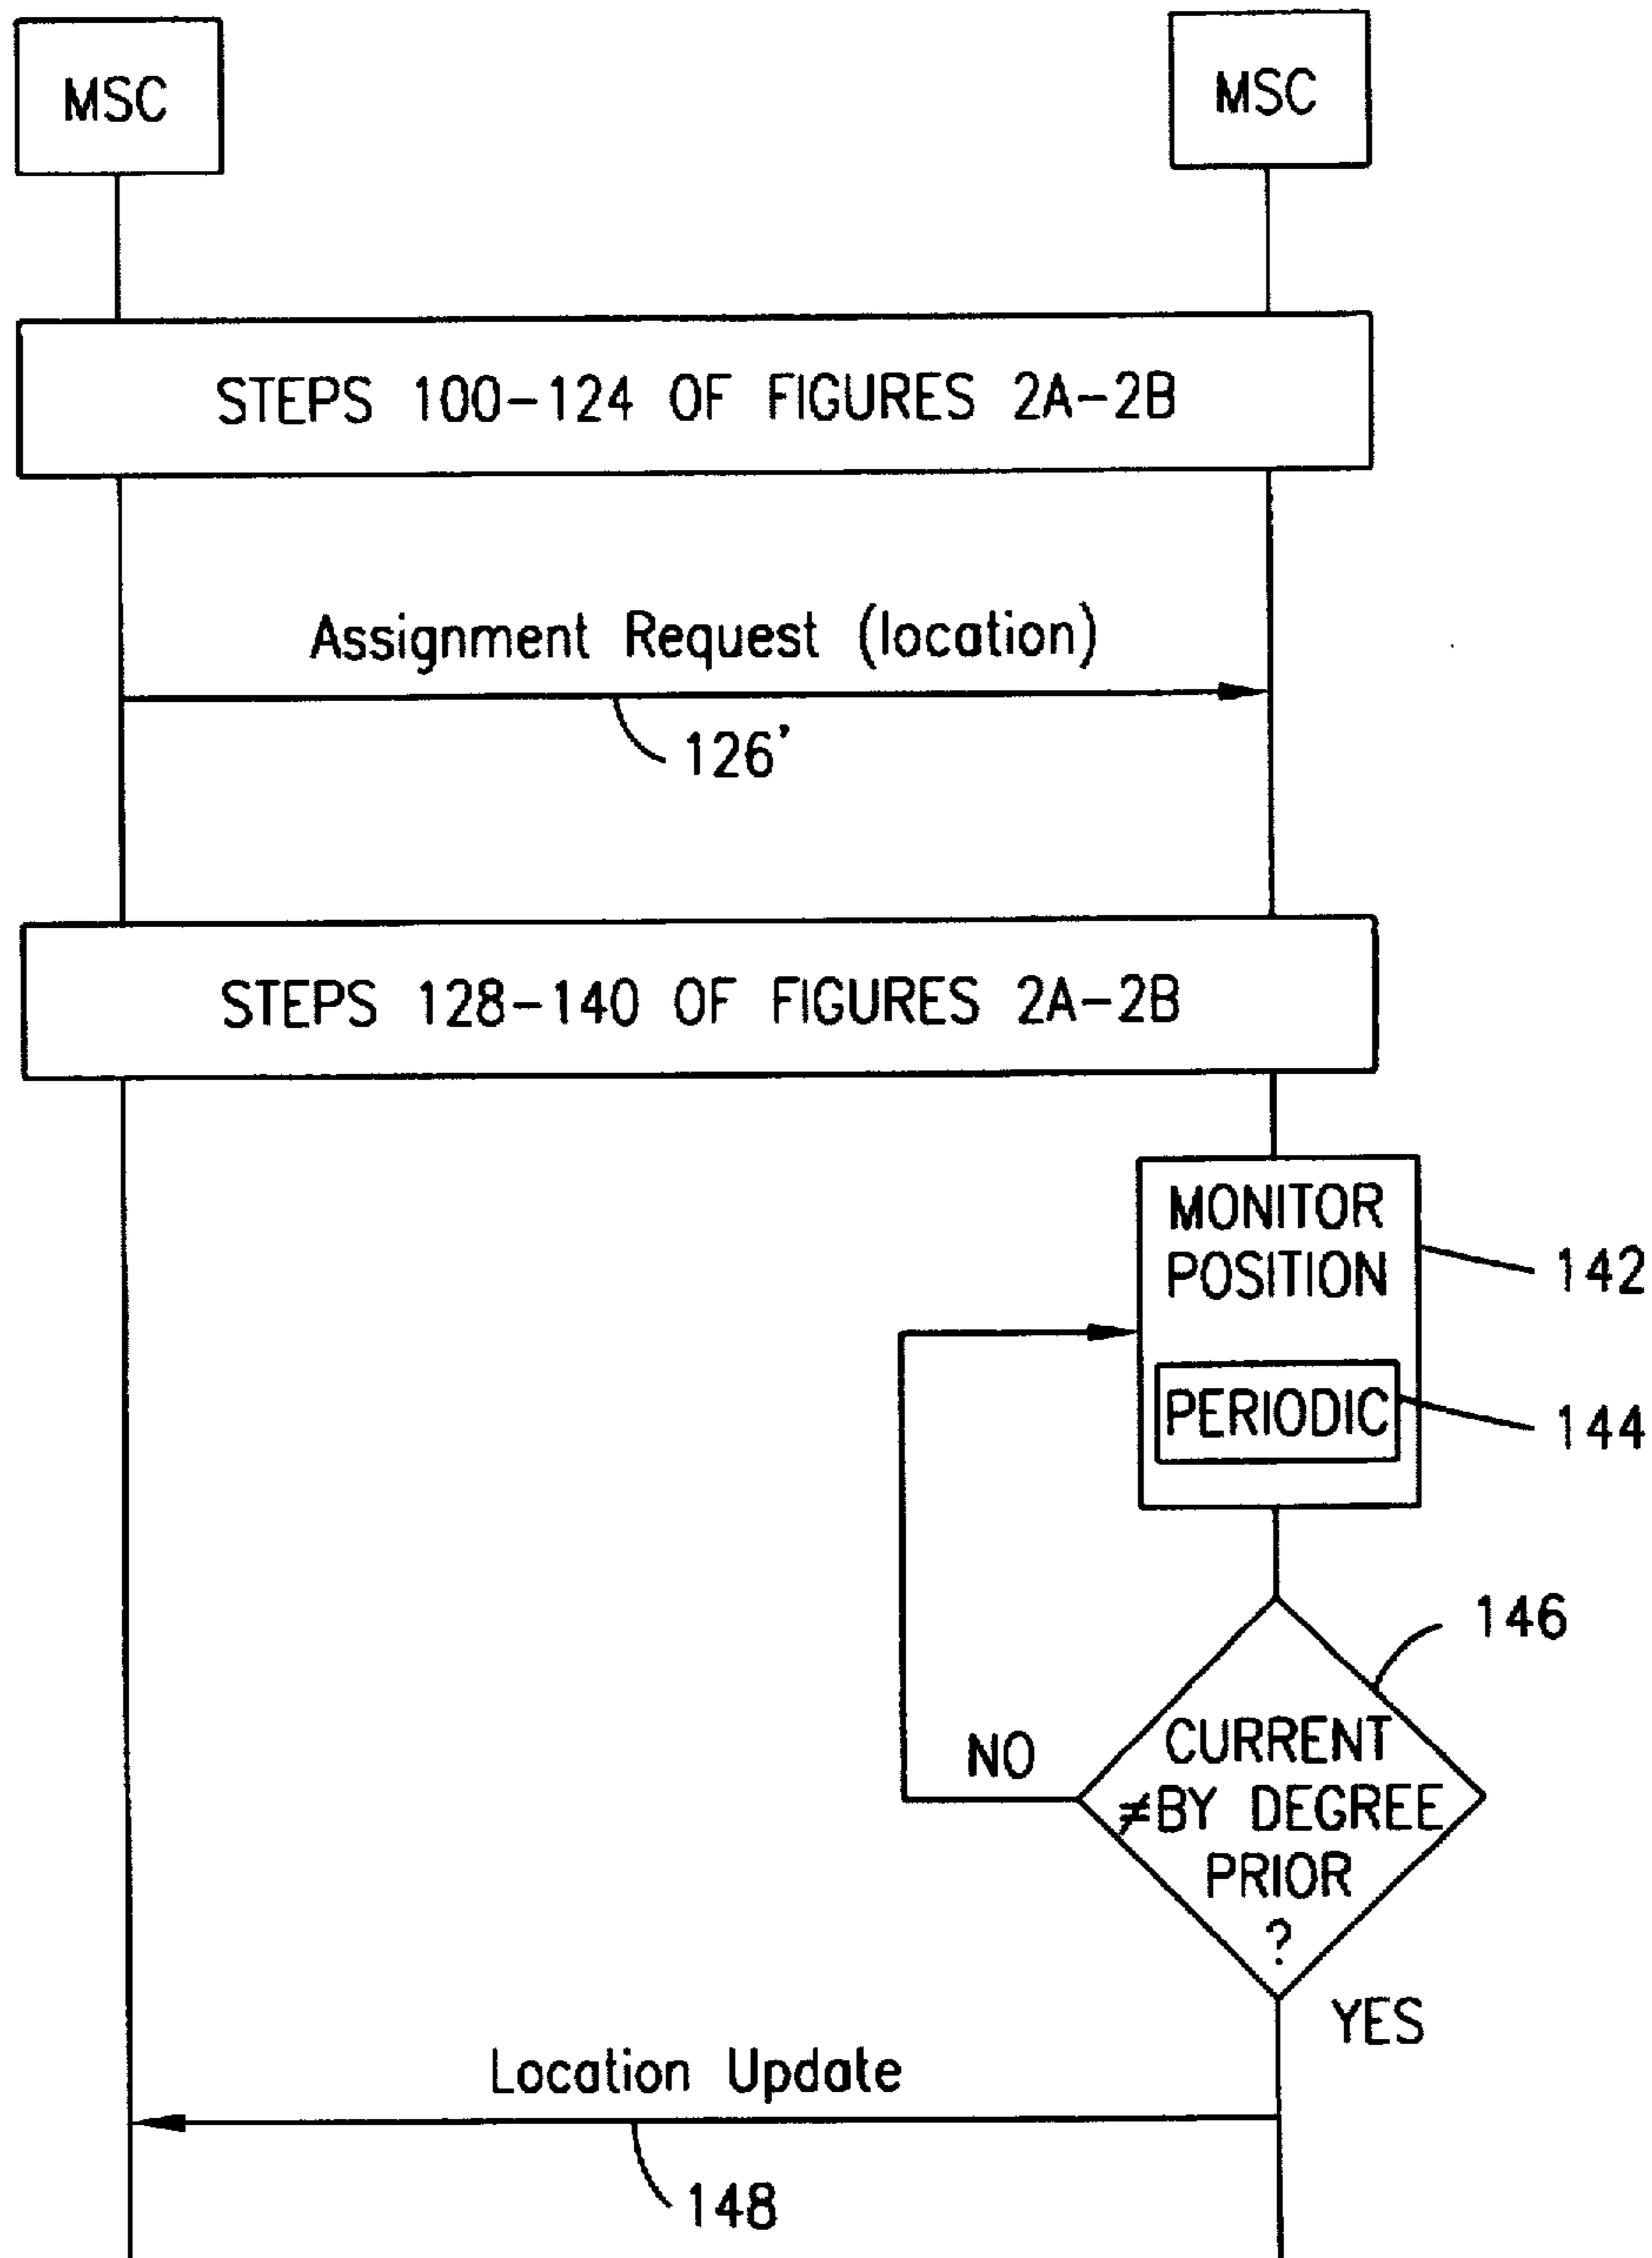 MSC
MSC
STEPS 100-124 OF FIGURES 2A-2B
Assignment Request (location)
126'
STEPS 128-140 OF FIGURES 2A-2B
MONITOR
POSITION
142
PERIODIC
144
146
NO
CURRENT
≠BY DEGREE
PRIOR
?
YES
Location Update
148